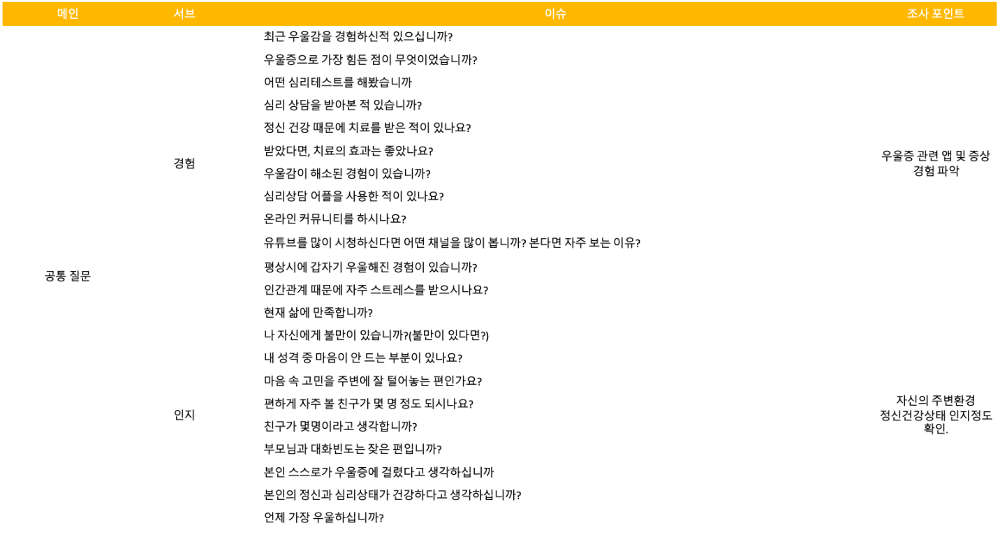 메인 서브 이슈 조사 포인트
최근 우울감을 경험하신적 있으십니까?
우울증으로 가장 힘든 점이 무엇이었습니까?
어떤 심리테스트를 해봤습니까
심리 상담을 받아본 적 있습니까?
정신 건강 때문에 치료를 받은 적이 있나요?
받았다면, 치료의 효과는 좋았나요?
경험
우울감이 해소된 경험이 있습니까?
심리상담 어플을 사용한 적이 있나요?
온라인 커뮤니티를 하시나요?
유튜브를 많이 시청하신다면 어떤 채널을 많이 봅니까? 본다면 자주 보는 이유?
우울증 관련 앱 및 증상
경험 파악
공통 질문
평상시에 갑자기 우울해진 경험이 있습니까?
인간관계 때문에 자주 스트레스를 받으시나요?
현재 삶에 만족합니까?
나 자신에게 불만이 있습니까?(불만이 있다면?)
내 성격 중 마음이 안 드는 부분이 있나요?
마음 속 고민을 주변에 잘 털어놓는 편인가요?
편하게 자주 볼 친구가 몇 명 정도 되시나요?
인지
친구가 몇명이라고 생각합니까?
부모님과 대화빈도는 잦은 편입니까?
본인 스스로가 우울증에 걸렸다고 생각하십니까
본인의 정신과 심리상태가 건강하다고 생각하십니까?
언제 가장 우울하십니까?
자신의 주변환경
정신건강상태 인지정도
확인.